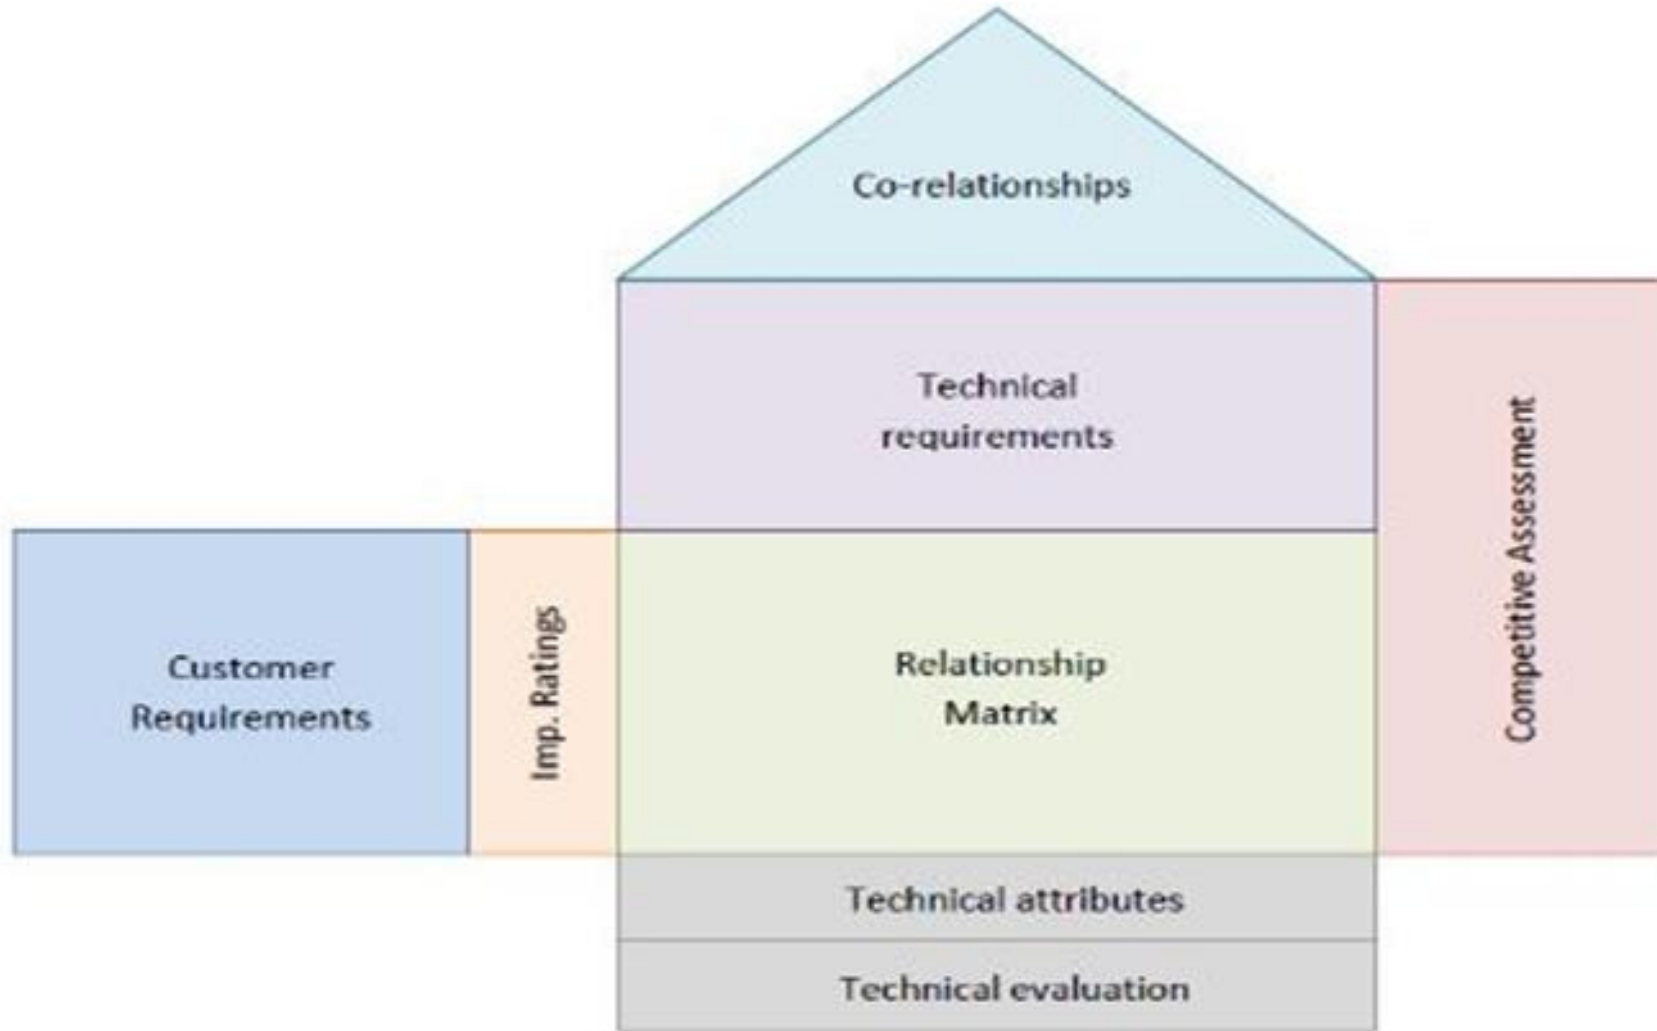 Co-relationships
Technical
requirements
Competitive Assessment
Customer
Requirements
Imp. Ratings
Relationship
Matrix
Technical attributes
Technical evaluation